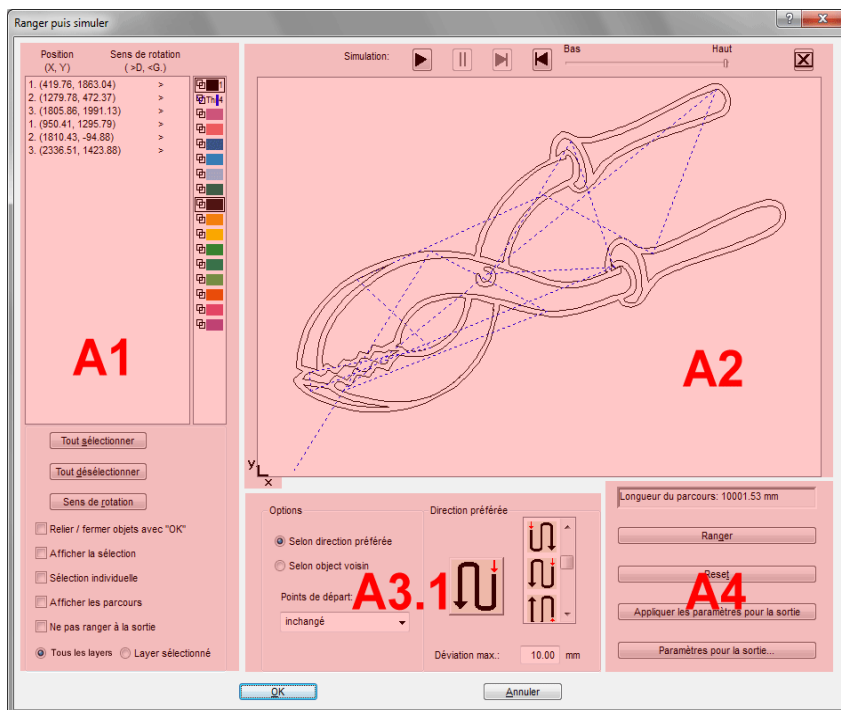 Ranger puis simuler
Position Sens de rotation
(X, Y) ( >D, <G.)
1. (419.76, 1863.04) >
2. (1279.78, 472.37) >
3. (1805.86, 1991.13) >
1. (950.41, 1295.79) >
2. (1810.43, -94.88) >
3. (2336.51, 1423.88) >
1
Th 4
A1
Tout sélectionner
Tout désélectionner
Sens de rotation
Relier / fermer objets avec "OK"
Afficher la sélection
Sélection individuelle
Afficher les parcours
Ne pas ranger à la sortie
Tous les layers Layer sélectionné
Simulation: Bas Haut
A2
y
x
Options
Selon direction préférée
Selon object voisin
Points de départ:
inchangé
Direction préférée
A3.1
Déviation max.: 10.00 mm
Longueur du parcours: 10001.53 mm
Ranger
Reset
A4
Appliquer les paramètres pour la sortie
Paramètres pour la sortie...
OK Annuler